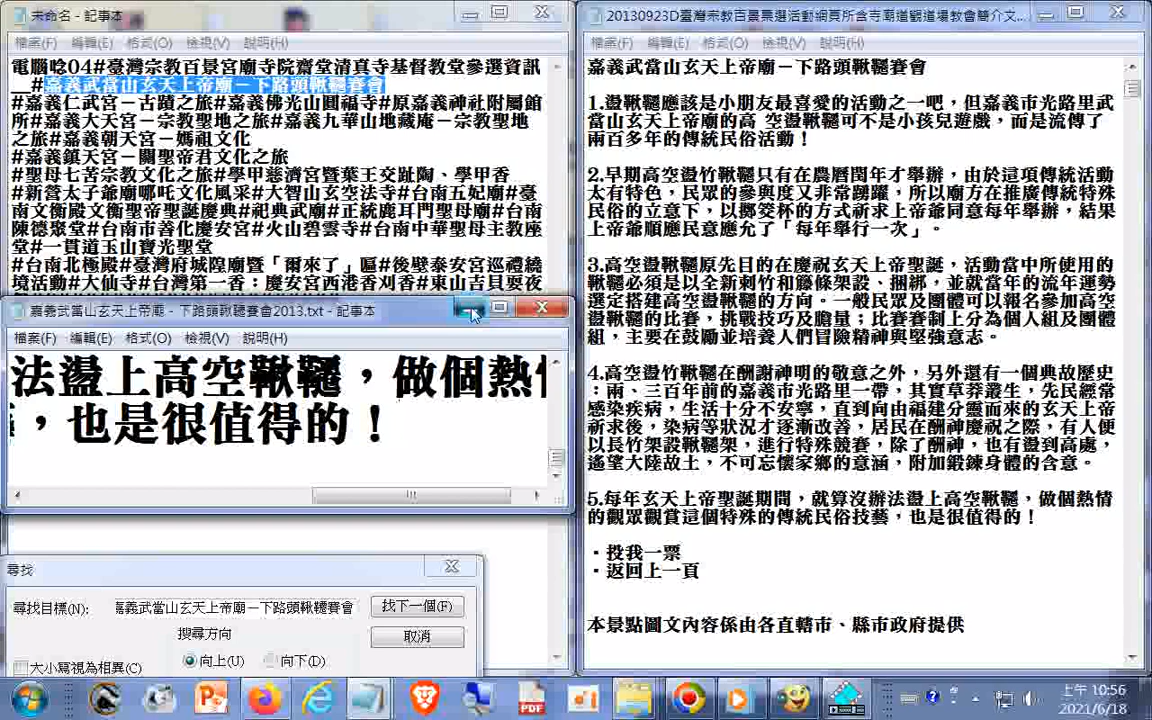 未命名 - 記事本
檔案(F) 編輯(E) 格式(O) 檢視(V) 說明(H)
電腦唸04#臺灣宗教百景宮廟寺院齋堂清真寺基督教堂參選資訊
__#嘉義武當山玄天上帝廟－下路頭鞦韆賽會
#嘉義仁武宮－古蹟之旅#嘉義佛光山圓福寺#原嘉義神社附屬館
所#嘉義大天宮－宗教聖地之旅#嘉義九華山地藏庵－宗教聖地
之旅#嘉義朝天宮－媽祖文化
#嘉義鎮天宮－關聖帝君文化之旅
#聖母七苦宗教文化之旅#學甲慈濟宮暨葉王交趾陶、學甲香
#新營太子爺廟哪吒文化風采#大智山玄空法寺#台南五妃廟#臺
南文衡殿文衡聖帝聖誕慶典#祀典武廟#正統鹿耳門聖母廟#台南
陳德聚堂#台南市善化慶安宮#火山碧雲寺#台南中華聖母主教座
堂#一貫道玉山寶光聖堂
#台南北極殿#臺灣府城隍廟暨「爾來了」匾#後壁泰安宮巡禮繞
境活動#大仙寺#台灣第一香：慶安宮西港香刈香#東山吉貝耍夜
嘉義武當山玄天上帝廟 - 下路頭鞦韆賽會2013.txt - 記事本
檔案(F) 編輯(E) 格式(O) 檢視(V) 說明(H)
法盪上高空鞦韆，做個熱
，也是很值得的！
尋找
尋找目標(N):
嘉義武當山玄天上帝廟－下路頭鞦韆賽會
找下一個(F)
搜尋方向
取消
大小寫視為相異(C)
向上(U)
向下(D)
20130923D臺灣宗教百景票選活動網頁所含寺廟道觀道場教會簡介文...
檔案(F) 編輯(E) 格式(O) 檢視(V) 說明(H)
嘉義武當山玄天上帝廟－下路頭鞦韆賽會
1.盪鞦韆應該是小朋友最喜愛的活動之一吧，但嘉義市光路里武
當山玄天上帝廟的高 空盪鞦韆可不是小孩兒遊戲，而是流傳了
兩百多年的傳統民俗活動！
2.早期高空盪竹鞦韆只有在農曆閏年才舉辦，由於這項傳統活動
太有特色，民眾的參與度又非常踴躍，所以廟方在推廣傳統特殊
民俗的立意下，以擲筊杯的方式祈求上帝爺同意每年舉辦，結果
上帝爺順應民意應允了「每年舉行一次」。
3.高空盪鞦韆原先目的在慶祝玄天上帝聖誕，活動當中所使用的
鞦韆必須是以全新刺竹和籐條架設、捆綁，並就當年的流年運勢
選定搭建高空盪鞦韆的方向。一般民眾及團體可以報名參加高空
盪鞦韆的比賽，挑戰技巧及膽量；比賽賽制上分為個人組及團體
組，主要在鼓勵並培養人們冒險精神與堅強意志。
4.高空盪竹鞦韆在酬謝神明的敬意之外，另外還有一個典故歷史
：兩、三百年前的嘉義市光路里一帶，其實草莽叢生，先民經常
感染疾病，生活十分不安寧，直到向由福建分靈而來的玄天上帝
祈求後，染病等狀況才逐漸改善，居民在酬神慶祝之際，有人便
以長竹架設鞦韆架，進行特殊競賽，除了酬神，也有盪到高處，
遙望大陸故土，不可忘懷家鄉的意涵，附加鍛鍊身體的含意。
5.每年玄天上帝聖誕期間，就算沒辦法盪上高空鞦韆，做個熱情
的觀眾觀賞這個特殊的傳統民俗技藝，也是很值得的！
‧投我一票
‧返回上一頁
本景點圖文內容係由各直轄市、縣市政府提供
PDF
上午 10:56
2021/6/18